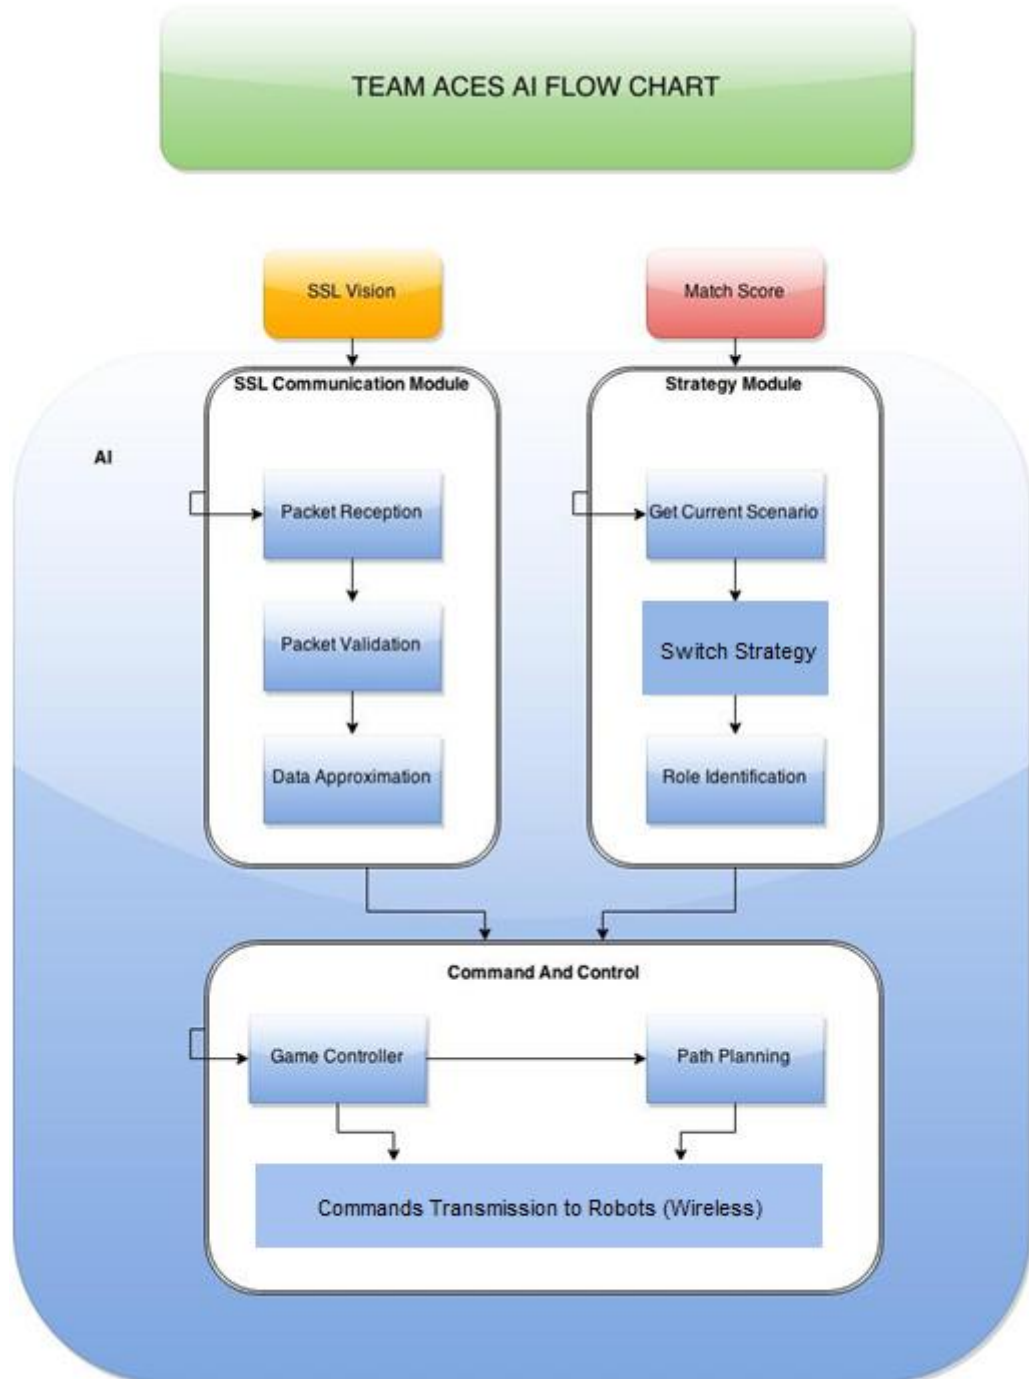 TEAM ACES AI FLOW CHART
SSL Vision
Match Score
SSL Communication Module
Strategy Module
AI
Packet Reception
Get Current Scenario
Packet Validation
Switch Strategy
Data Approximation
Role Identification
Command And Control
Game Controller
Path Planning
Commands Transmission to Robots (Wireless)